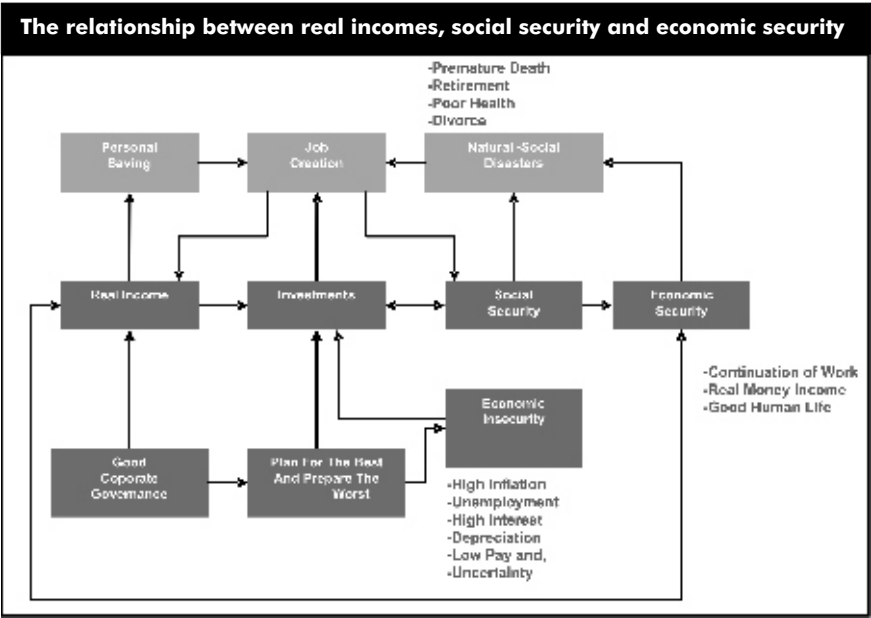 The relationship between real incomes, social security and economic security
-Premature Death
-Retirement
-Poor Health
-Divorce
Personal
Saving
Job
Creation
Natural-Social
Disasters
Real Income
Investments
Social
Security
Economic
Security
-Continuation of Work
-Real Money Income
-Good Human Life
Economic
Insecurity
Good
Coporate
Governance
Plan For The Best
And Prepare The
Worst
-High Inflation
-Unemployment
-High Interest
-Depreciation
-Low Pay and,
-Uncertainty